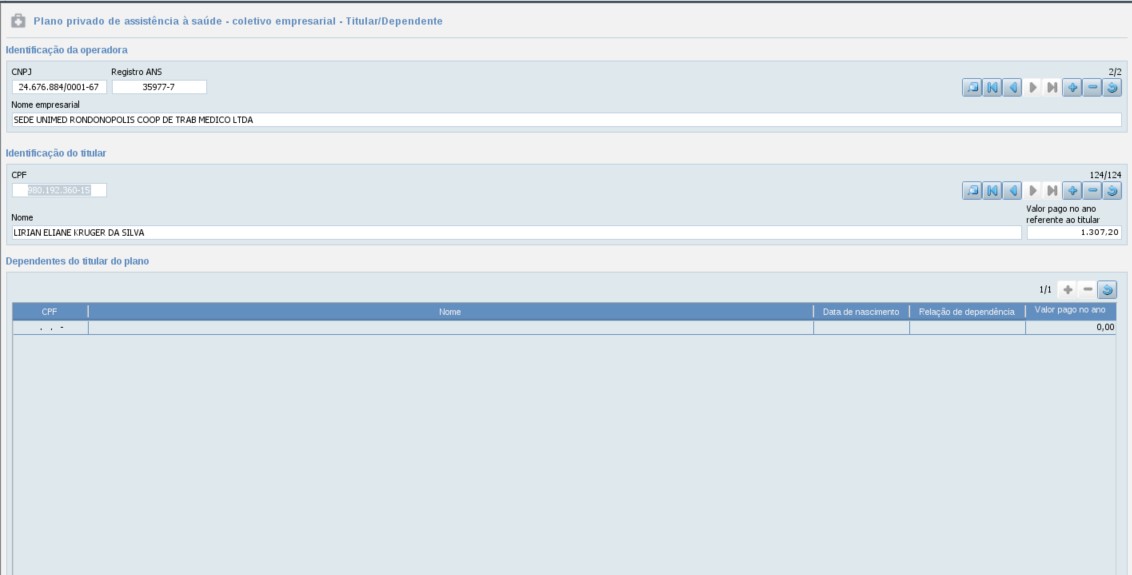 Plano privado de assistência à saúde - coletivo empresarial - Titular/Dependente
Identificação da operadora
CNPJ Registro ANS 2/2
24.676.884/0001-67 35977-7
Nome empresarial
SEDE UNIMED RONDONOPOLIS COOP DE TRAB MEDICO LTDA
Identificação do titular
CPF 124/124
980.192.360-15
Valor pago no ano
Nome referente ao titular
LIRIAN ELIANE KRUGER DA SILVA 1.307,20
Dependentes do titular do plano
1/1
CPF Nome Data de nascimento Relação de dependência Valor pago no ano
. . - 0,00